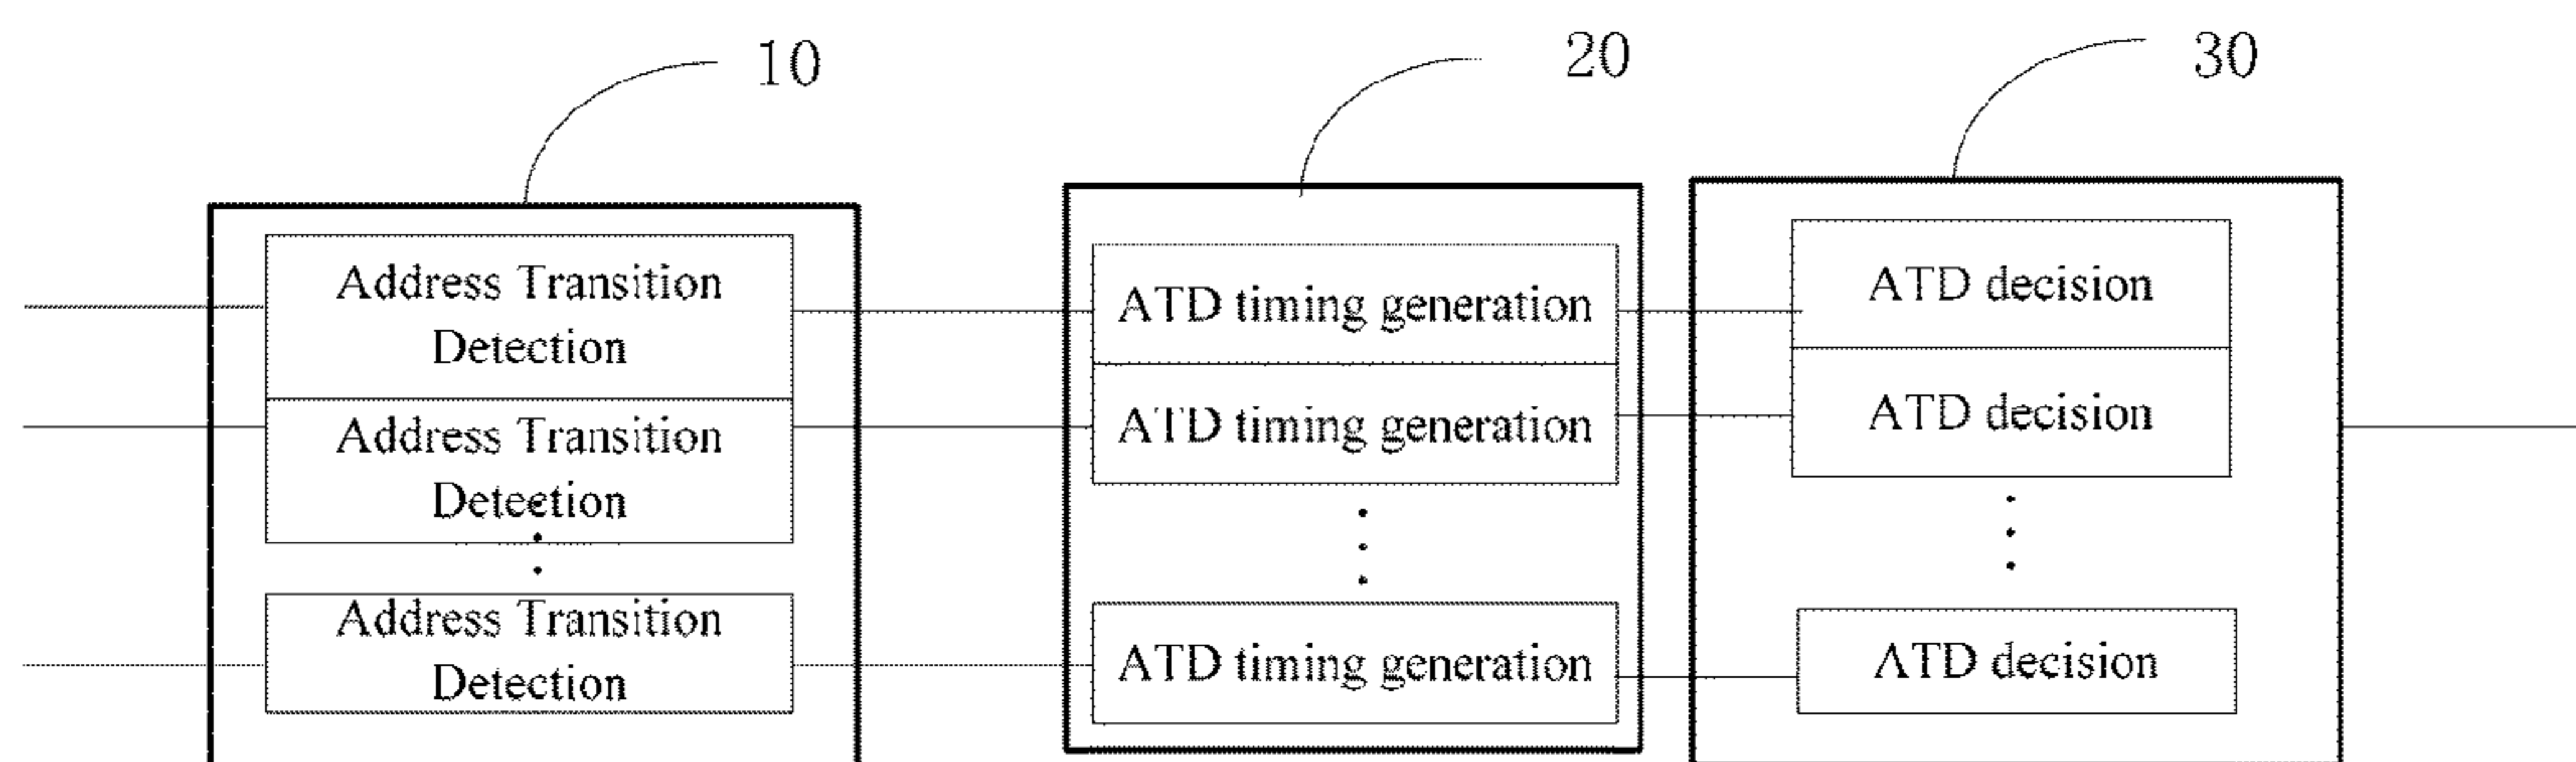 10
20
30
Address Transition
Detection
Address Transition
Detection
Address Transition
Detection
ATD timing generation
ATD timing generation
ATD timing generation
ATD decision
ATD decision
ATD decision